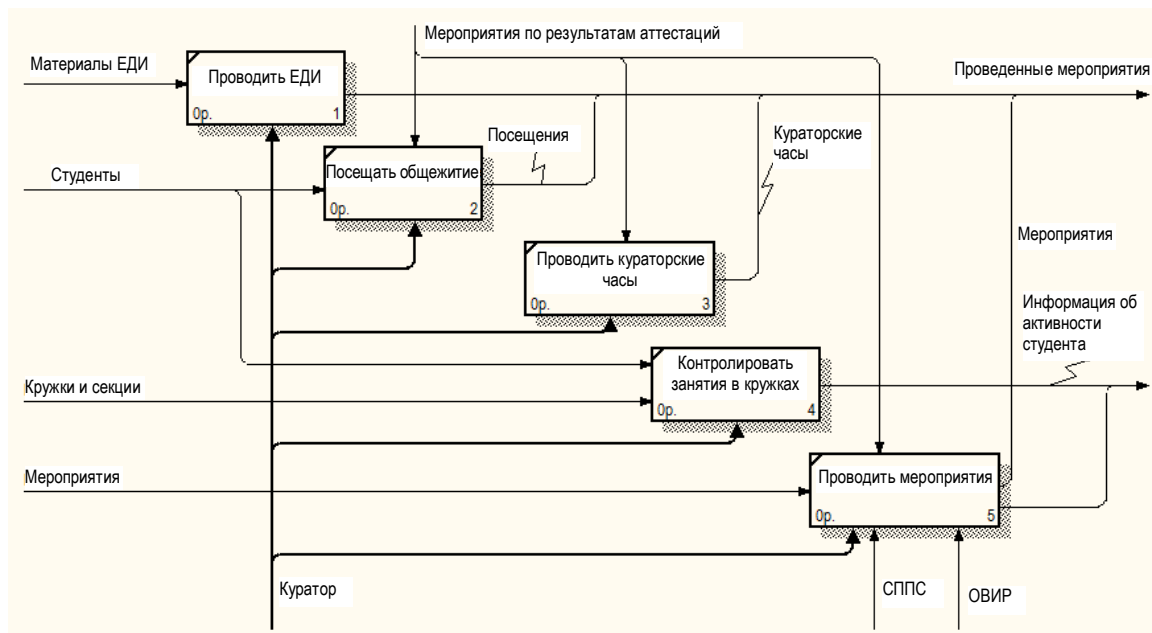 Мероприятия по результатам аттестаций
Материалы ЕДИ
Проводить ЕДИ
0р. 1
Проведенные мероприятия
Посещения
Кураторские
часы
Студенты
Посещать общежитие
0р. 2
Мероприятия
Проводить кураторские
часы
0р. 3
Информация об
активности
студента
Контролировать
занятия в кружках
0р. 4
Кружки и секции
Мероприятия
Проводить мероприятия
0р. 5
Куратор
СППС
ОВИР